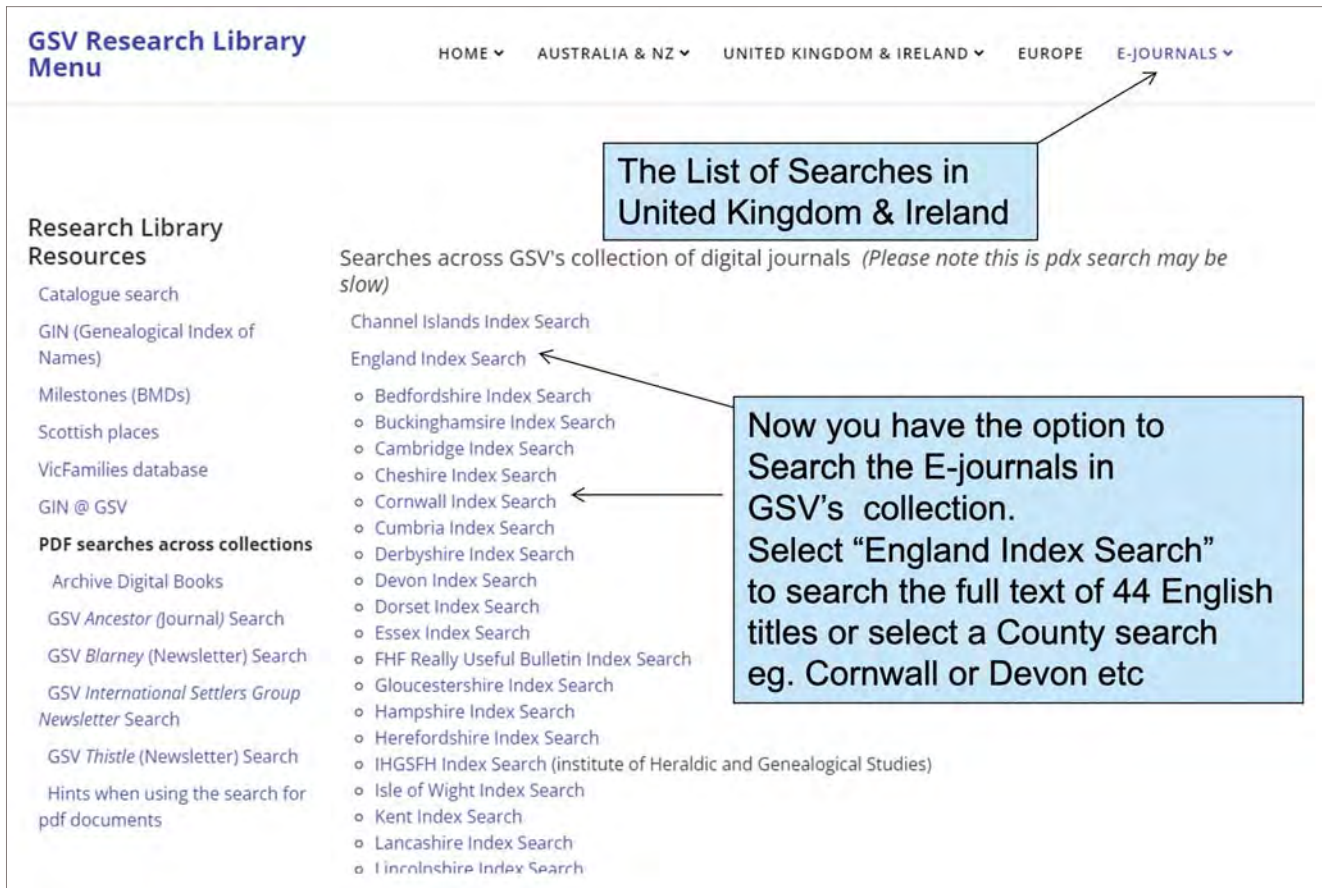 GSV Research Library
Menu
HOME
AUSTRALIA & NZ
UNITED KINGDOM & IRELAND
EUROPE
E-JOURNALS
The List of Searches in
United Kingdom & Ireland
Research Library
Resources
Catalogue search
GIN (Genealogical Index of
Names)
Milestones (BMDs)
Scottish places
VicFamilies database
GIN @ GSV
PDF searches across collections
Archive Digital Books
GSV Ancestor (Journal) Search
GSV Blarney (Newsletter) Search
GSV International Settlers Group
Newsletter Search
GSV Thistle (Newsletter) Search
Hints when using the search for
pdf documents
Searches across GSV's collection of digital journals (Please note this is pdx search may be
slow)
Channel Islands Index Search
England Index Search
Bedfordshire Index Search
Buckinghamsire Index Search
Cambridge Index Search
Cheshire Index Search
Cornwall Index Search
Cumbria Index Search
Derbyshire Index Search
Devon Index Search
Dorset Index Search
Essex Index Search
FHF Really Useful Bulletin Index Search
Gloucestershire Index Search
Hampshire Index Search
Herefordshire Index Search
IHGSFH Index Search (institute of Heraldic and Genealogical Studies)
Isle of Wight Index Search
Kent Index Search
Lancashire Index Search
Lincolnshire Index Search
Now you have the option to
Search the E-journals in
GSV's collection.
Select “England Index Search”
to search the full text of 44 English
titles or select a County search
eg. Cornwall or Devon etc